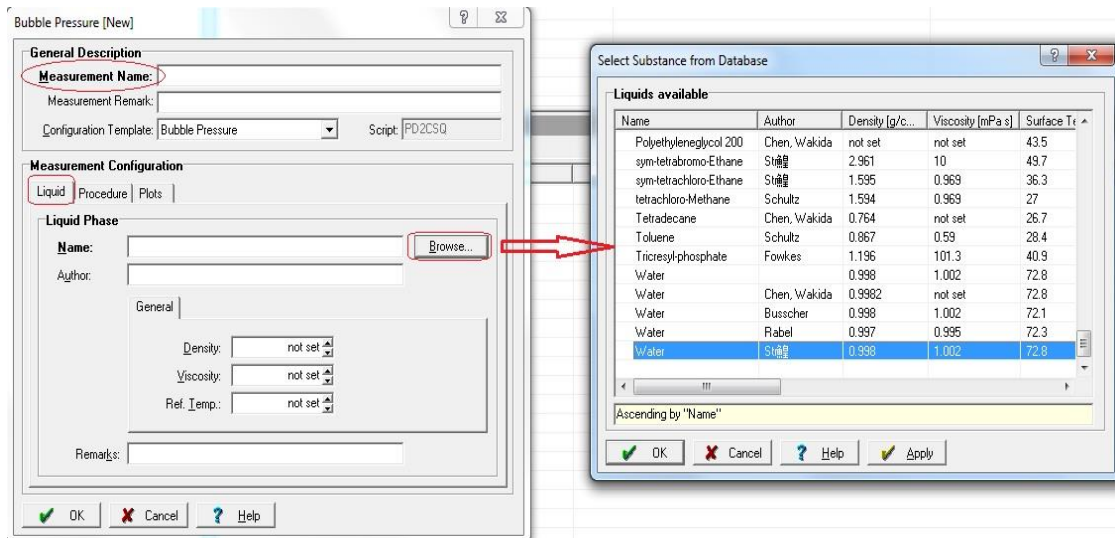 Bubble Pressure [New]
General Description
Measurement Name:
Measurement Remark:
Configuration Template: Bubble Pressure Script: PD2CSQ
Measurement Configuration
Liquid Procedure Plots
Liquid Phase
Name: Browse...
Author:
General
Density: not set
Viscosity: not set
Ref. Temp.: not set
Remarks:
OK Cancel ? Help
Select Substance from Database
Liquids available
Name Author Density [g/c... Viscosity [mPa s] Surface Te
Polyethyleneglycol 200 Chen, Wakida not set not set 43.5
sym-tetrabromo-Ethane 2.961 10 49.7
sym-tetrachloro-Ethane 1.595 0.969 36.3
tetrachloro-Methane Schultz 1.594 0.969 27
Tetradecane Chen, Wakida 0.764 not set 26.7
Toluene Schultz 0.867 0.59 28.4
Tricresyl-phosphate Fowkes 1.196 101.3 40.9
Water 0.998 1.002 72.8
Water Chen, Wakida 0.9982 not set 72.8
Water Busscher 0.998 1.002 72.1
Water Rabel 0.997 0.995 72.3
Water 0.998 1.002 72.8
Ascending by "Name"
OK Cancel ? Help Apply